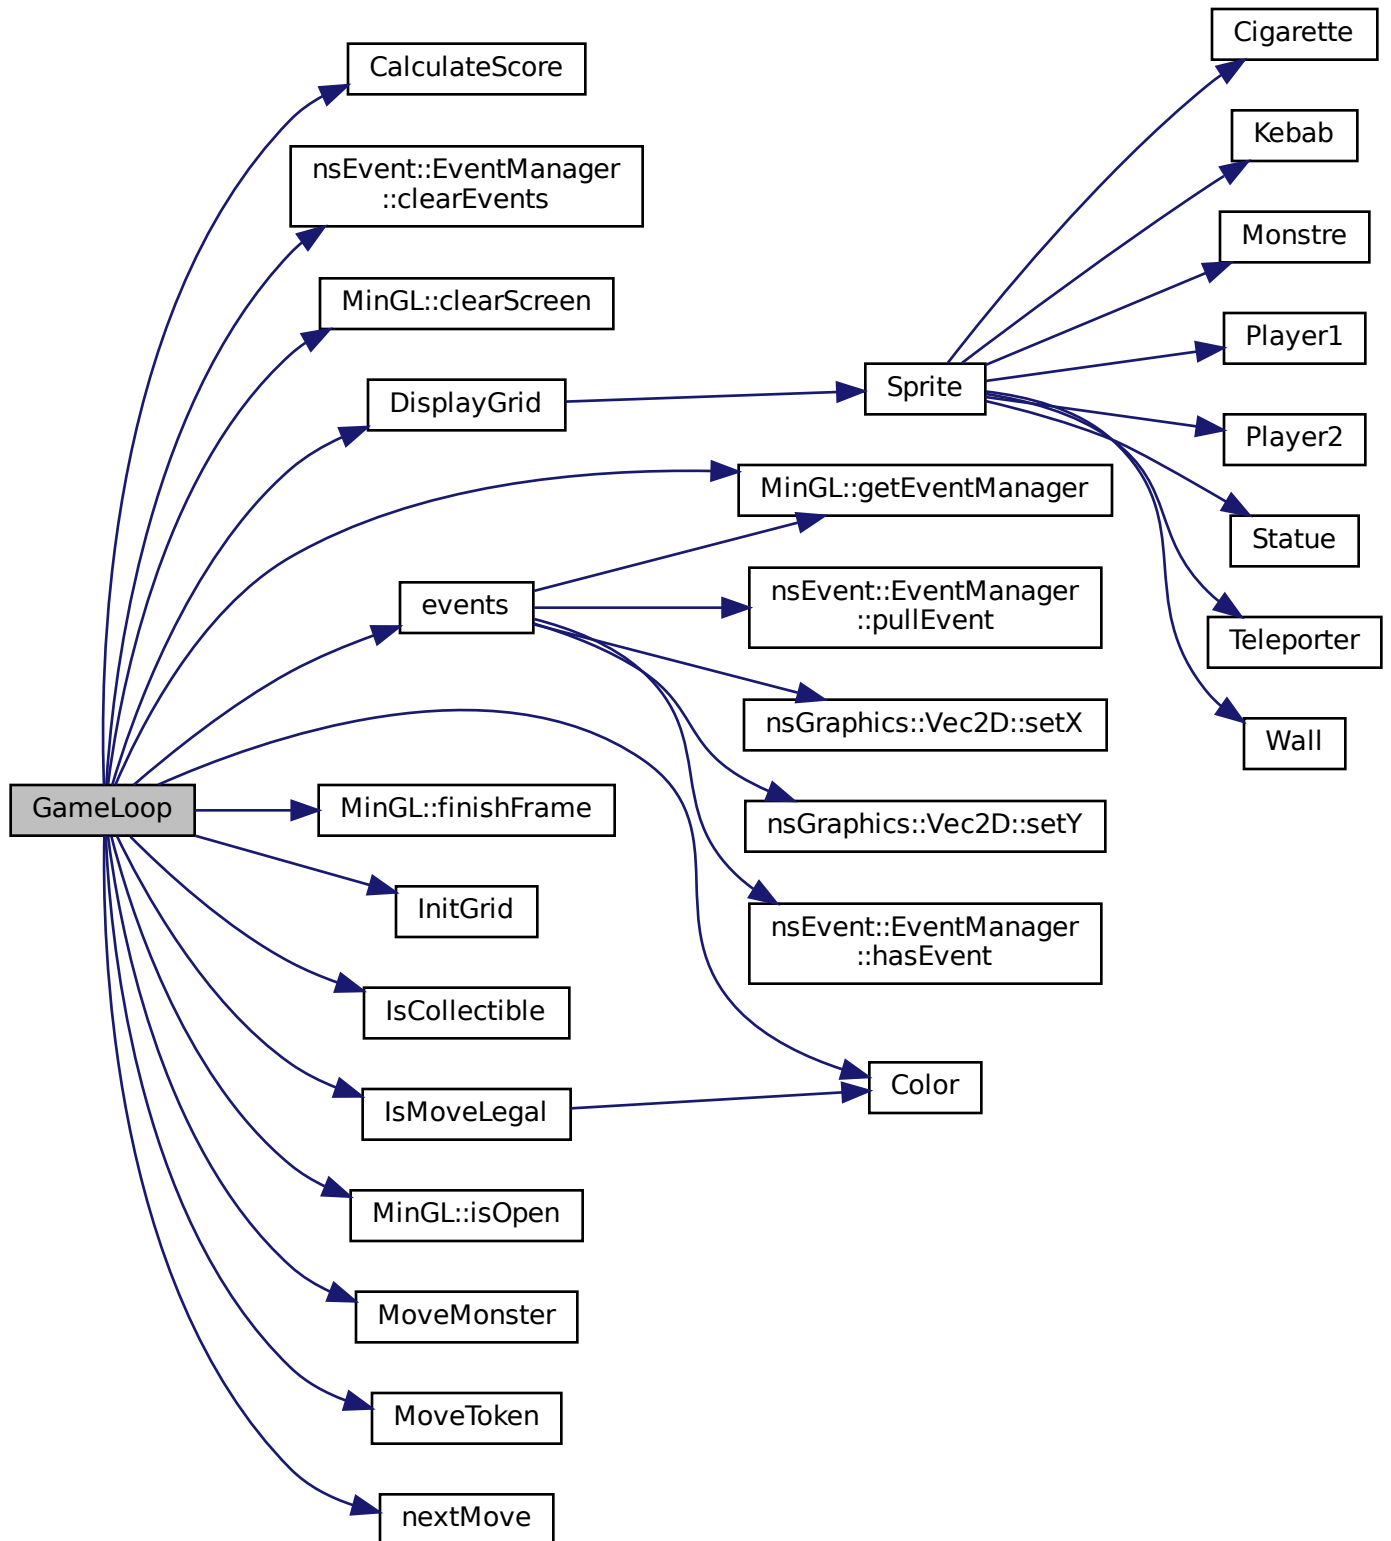 GameLoop
CalculateScore
nsEvent::EventManager
::clearEvents
MinGL::clearScreen
DisplayGrid
events
MinGL::finishFrame
InitGrid
IsCollectible
IsMoveLegal
MinGL::isOpen
MoveMonster
MoveToken
nextMove
MinGL::getEventManager
nsEvent::EventManager
::pullEvent
nsGraphics::Vec2D::setX
nsGraphics::Vec2D::setY
nsEvent::EventManager
::hasEvent
Sprite
Color
Cigarette
Kebab
Monstre
Player1
Player2
Statue
Teleporter
Wall